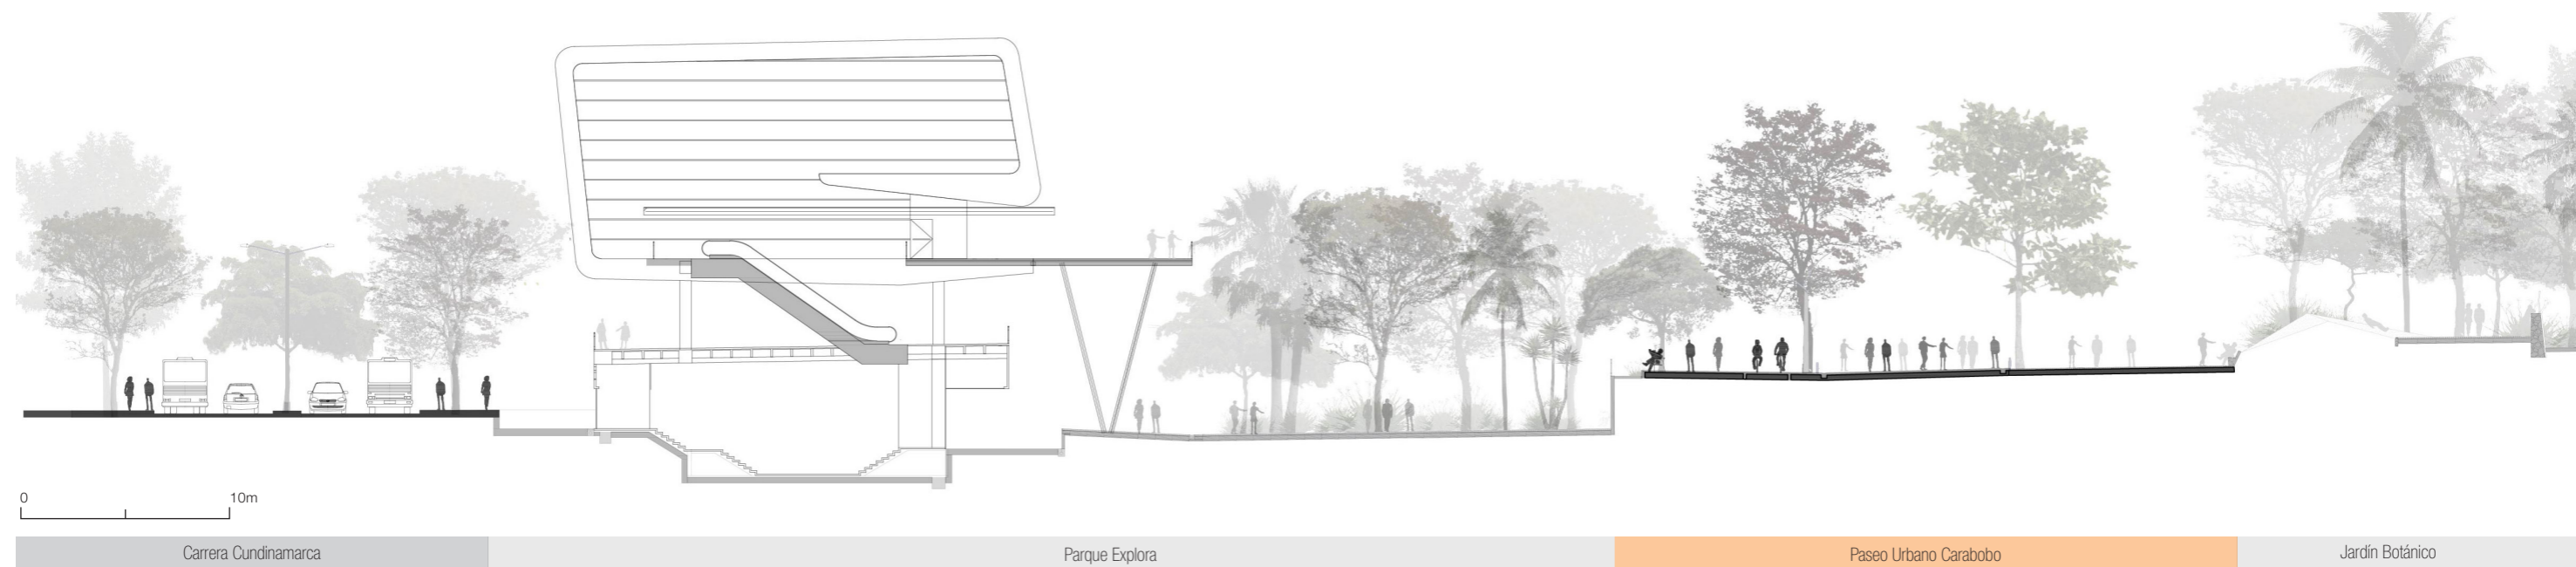 0 10m
Carrera Cundinamarca
Parque Explora
Paseo Urbano Carabobo
Jardín Botánico